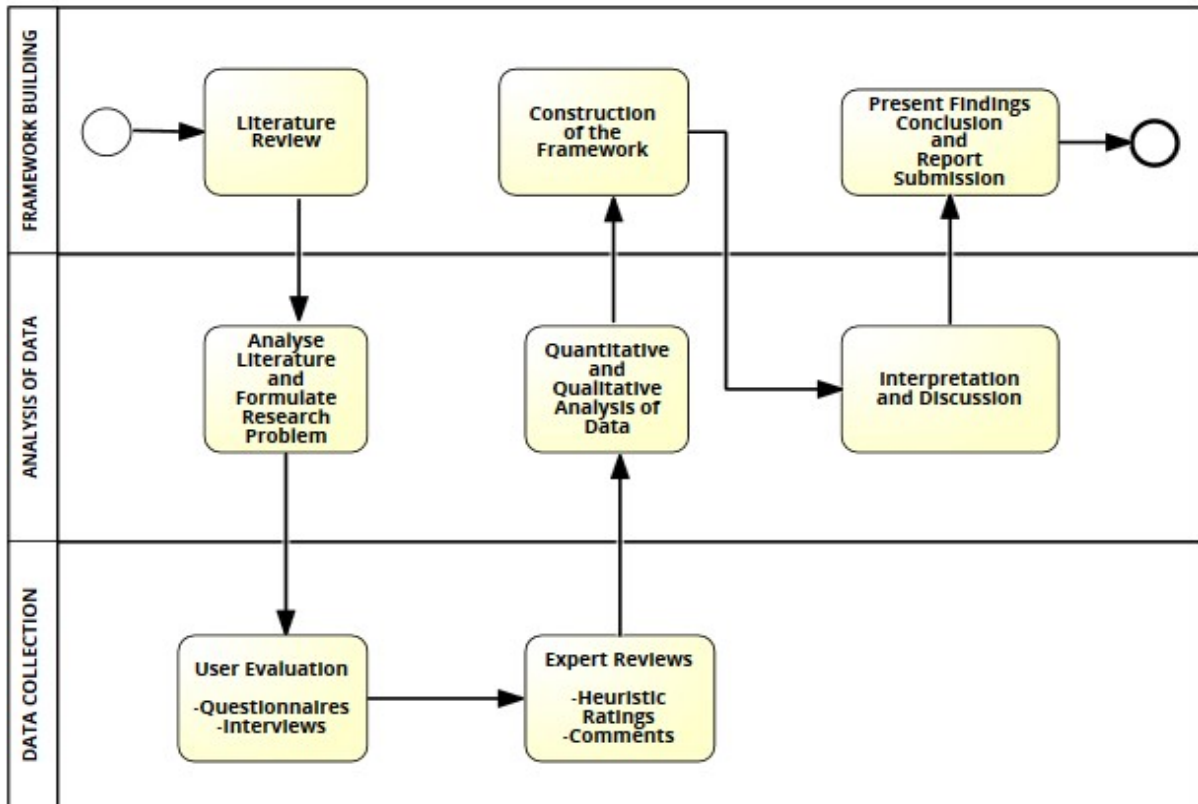 FRAMEWORK BUILDING
Literature
Review
Construction
of the
Framework
Present Findings
Conclusion
and
Report
Submission
ANALYSIS OF DATA
Analyse
Literature
and
Formulate
Research
Problem
Quantitative
and
Qualitative
Analysis of
Data
Interpretation
and Discussion
DATA COLLECTION
User Evaluation
-Questionnaires
-Interviews
Expert Reviews
-Heuristic
Ratings
-Comments